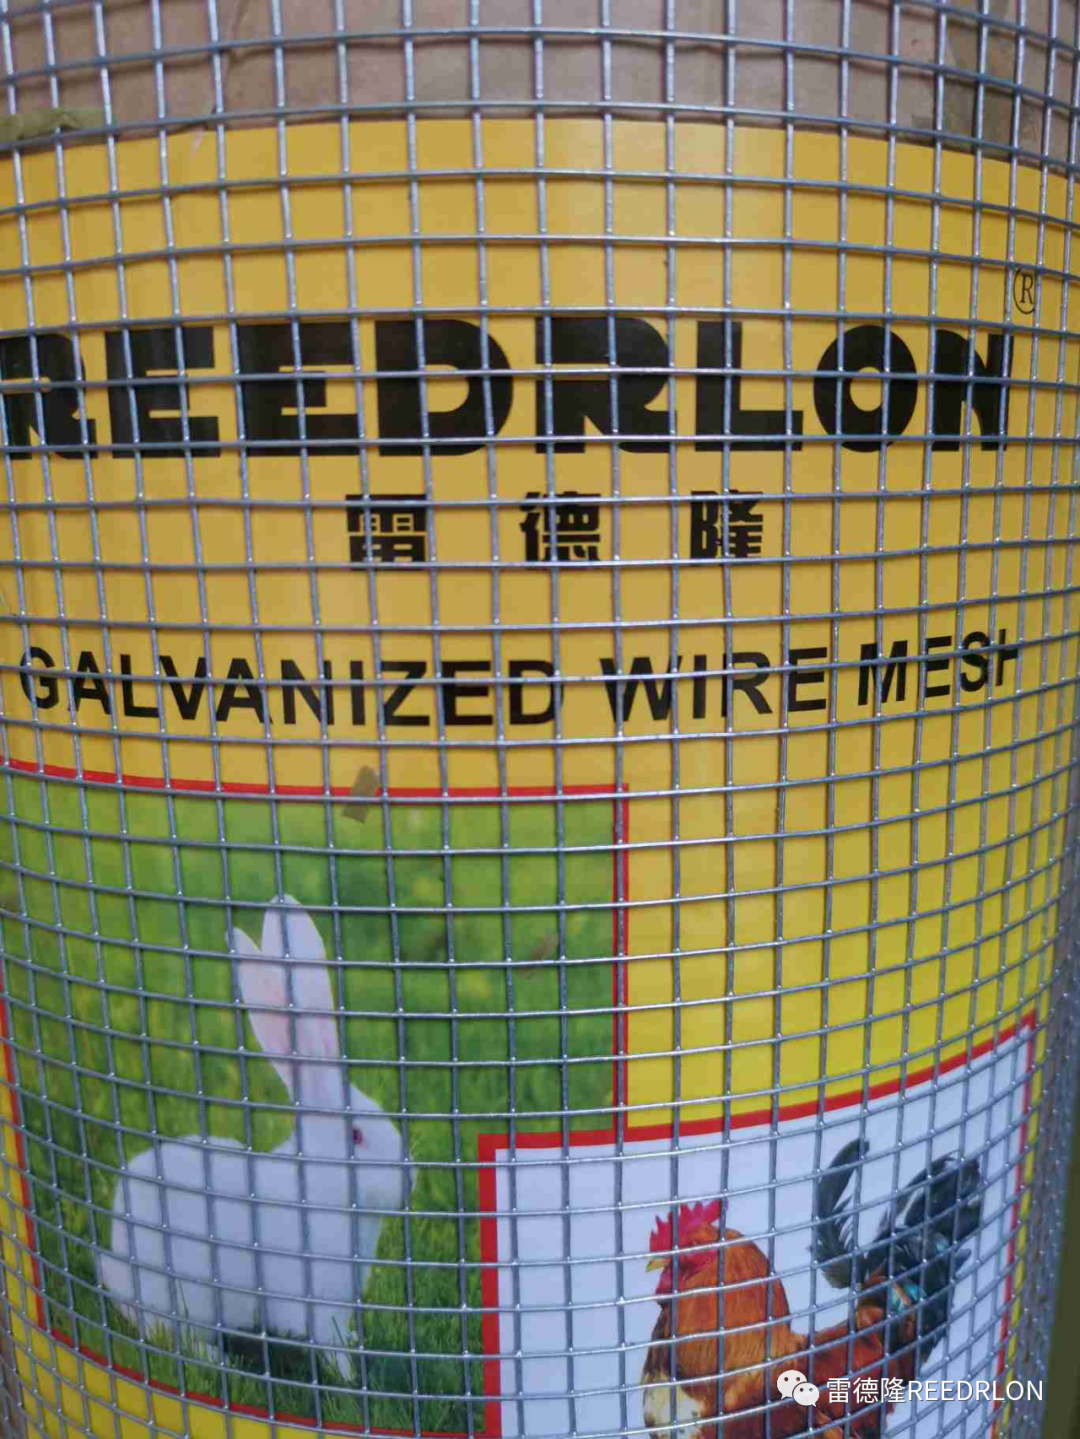 ®
REEDRLON
雷德隆
GALVANIZED WIRE MESH
雷德隆REEDRLON